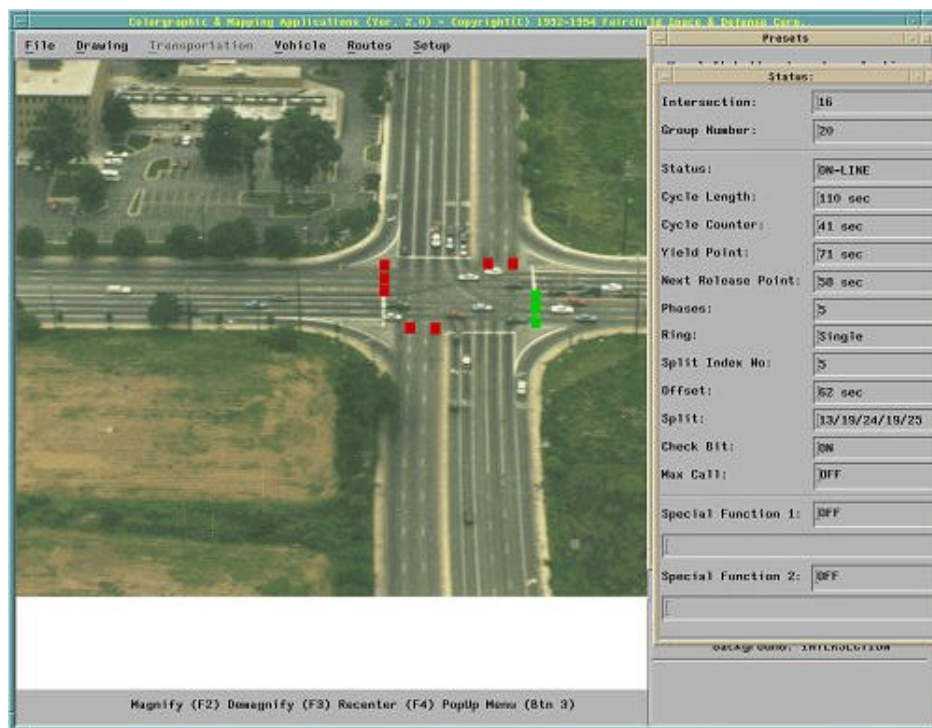 Colorgraphic & Mapping Applications (Ver. 2.0) - Copyright(C) 1992-1994 Fairchild Space & Defense Corp.
File Drawing Transportation Vehicle Routes Setup
Presets
Status:
Intersection: 16
Group Number: 20
Status: ON-LINE
Cycle Length: 110 sec
Cycle Counter: 41 sec
Yield Point: 71 sec
Next Release Point: 58 sec
Phases: 5
Ring: Single
Split Index No: 5
Offset: 62 sec
Split: 13/19/24/19/25
Check Bit: ON
Max Call: OFF
Special Function 1: OFF
Special Function 2: OFF
Background: INTERSECTION
Magnify (F2) Demagnify (F3) Recenter (F4) PopUp Menu (Btn 3)